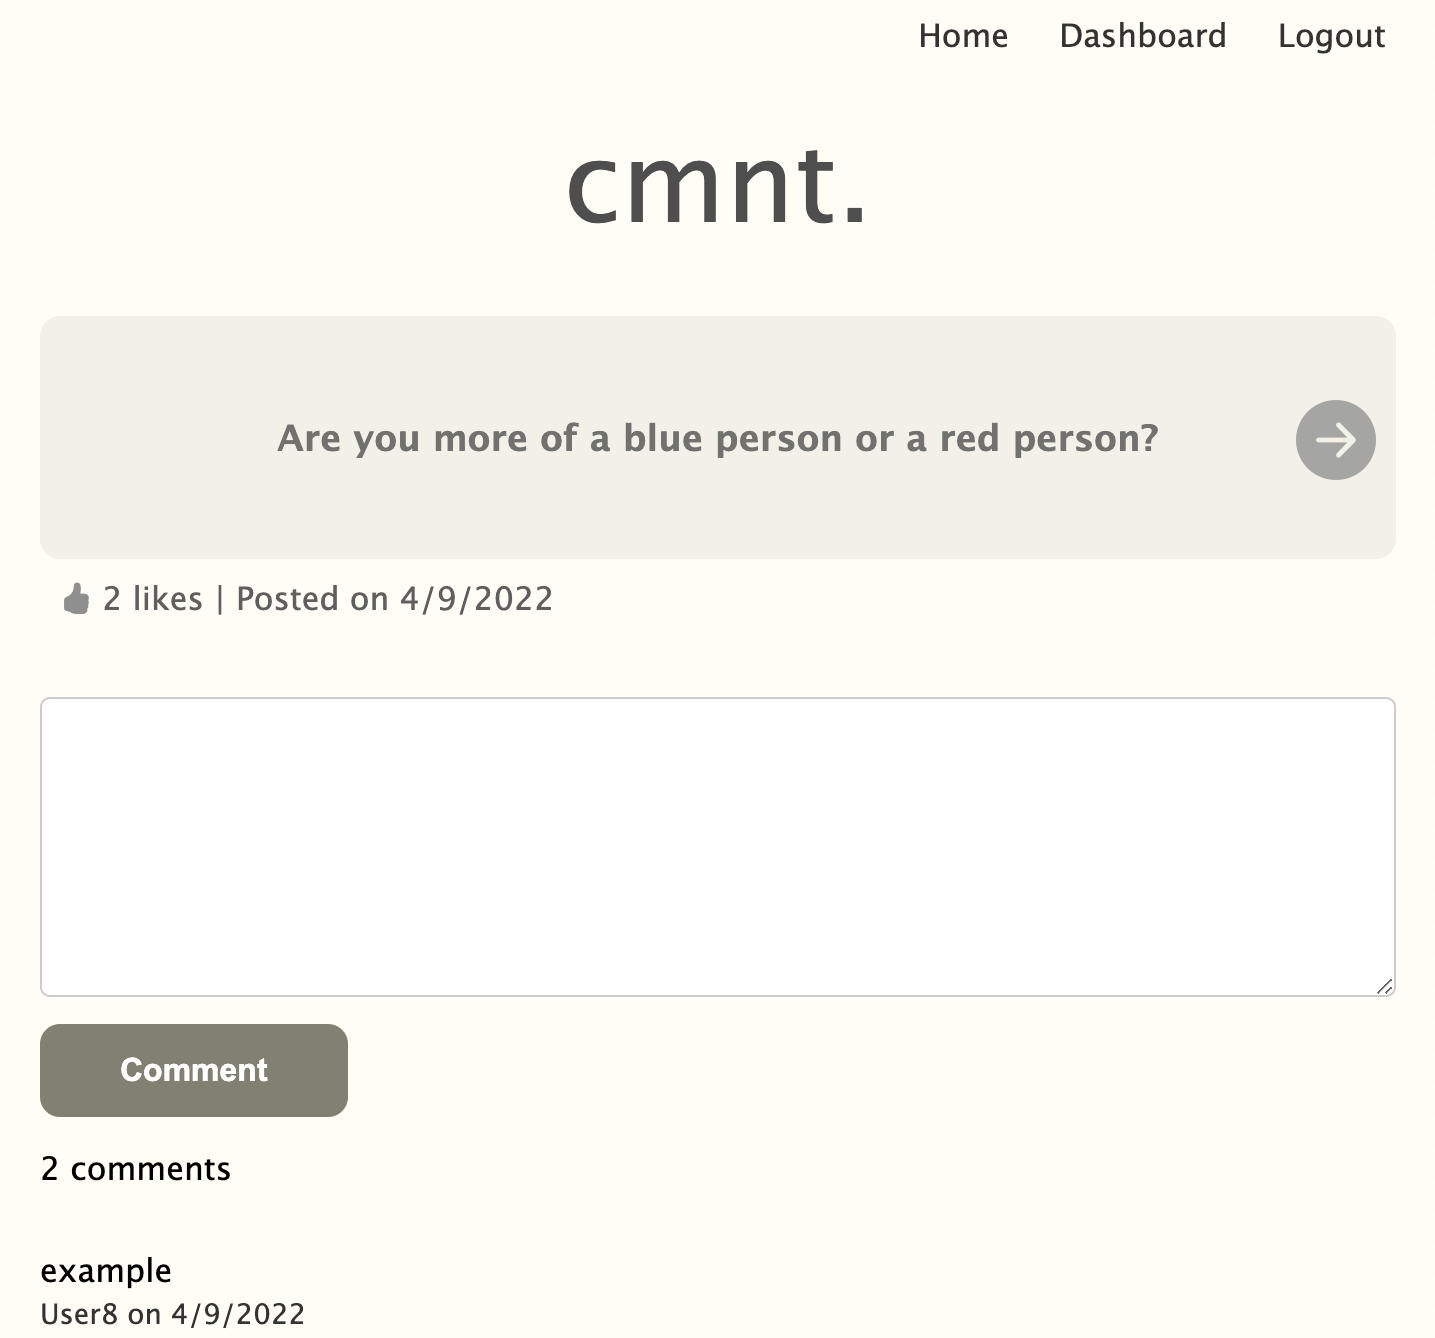 Home Dashboard Logout
cmnt.
Are you more of a blue person or a red person?
2 likes | Posted on 4/9/2022
Comment
2 comments
example
User8 on 4/9/2022